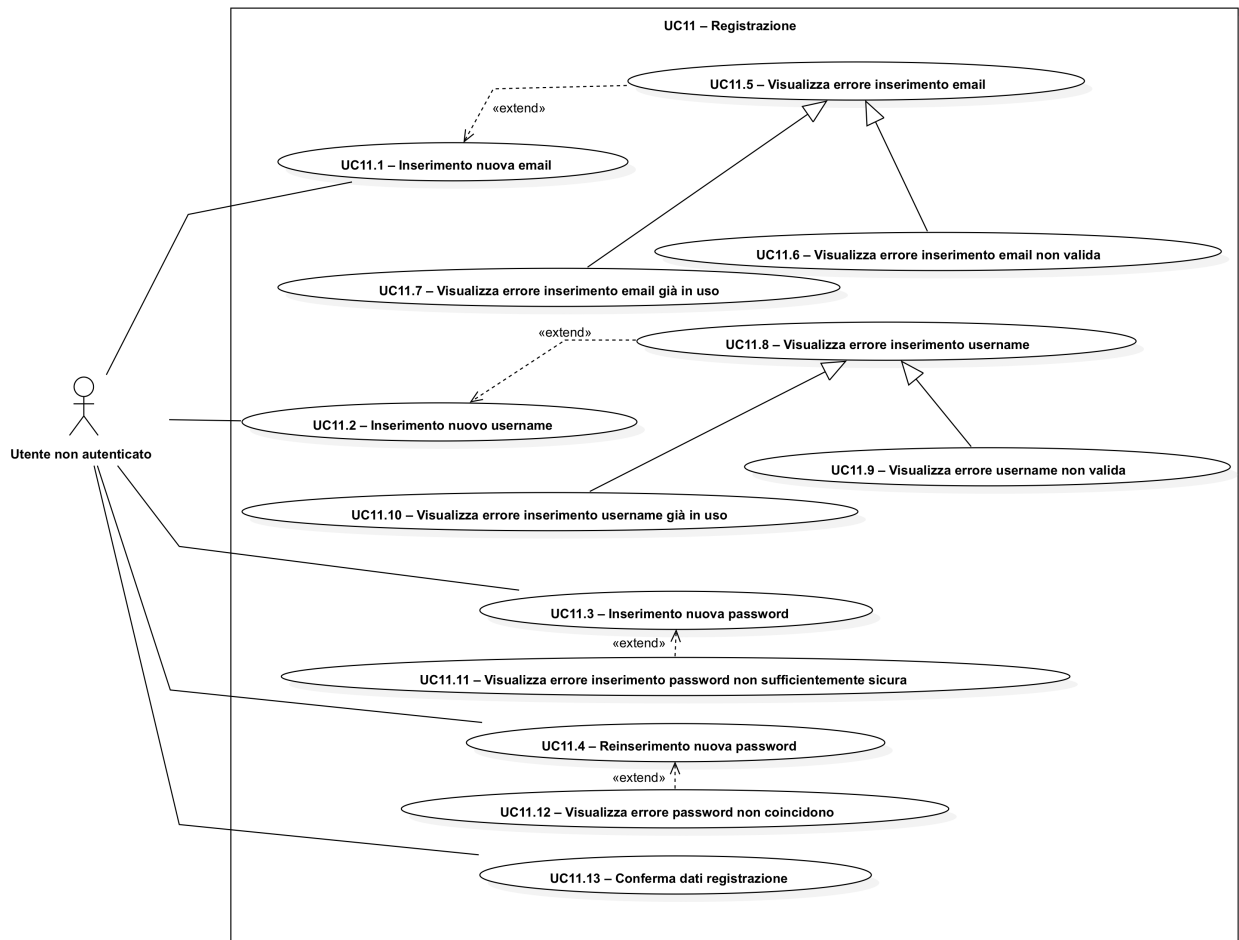 UC11 – Registrazione
UC11.5 – Visualizza errore inserimento email
«extend»
UC11.1 – Inserimento nuova email
UC11.6 – Visualizza errore inserimento email non valida
UC11.7 – Visualizza errore inserimento email già in uso
«extend»
UC11.8 – Visualizza errore inserimento username
UC11.2 – Inserimento nuovo username
Utente non autenticato
UC11.9 – Visualizza errore username non valida
UC11.10 – Visualizza errore inserimento username già in uso
UC11.3 – Inserimento nuova password
«extend»
UC11.11 – Visualizza errore inserimento password non sufficientemente sicura
UC11.4 – Reinserimento nuova password
«extend»
UC11.12 – Visualizza errore password non coincidono
UC11.13 – Conferma dati registrazione